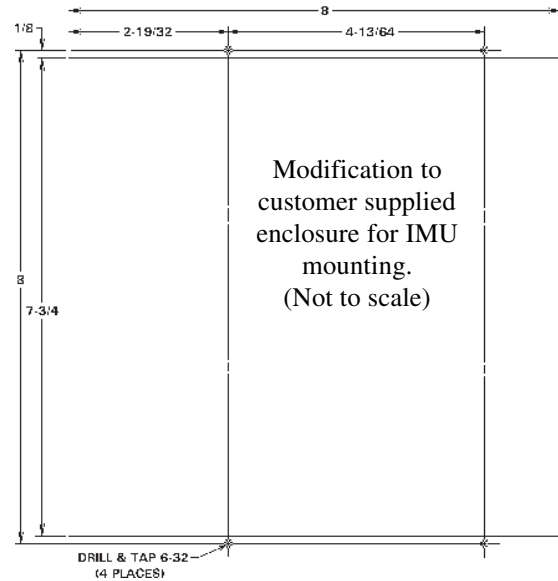 8
1/8
2-19/32
4-13/64
Modification to
customer supplied
enclosure for IMU
mounting.
(Not to scale)
8
7-3/4
DRILL & TAP 6-32
(4 PLACES)